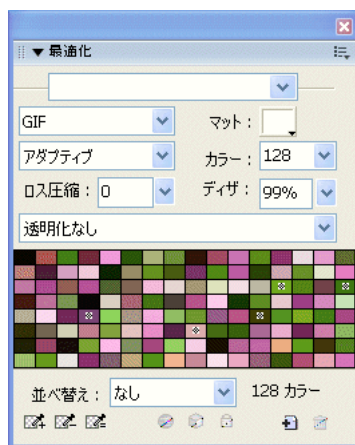 最適化
GIF マット：
アダプティブ カラー： 128
ロス圧縮： 0 ディザ： 99%
透明化なし
並べ替え： なし 128 カラー